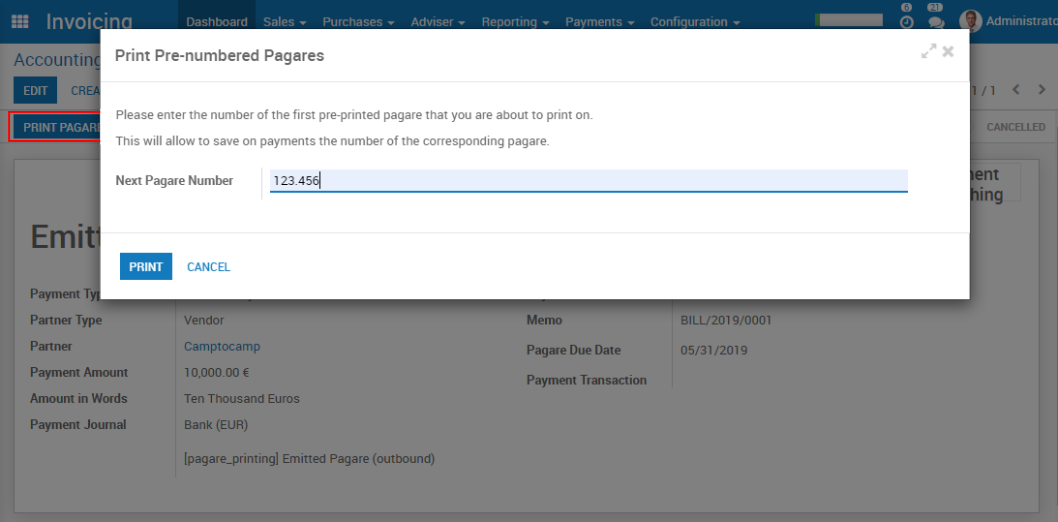 Invoicing Dashboard Sales Purchases Adviser Reporting Payments Configuration 6 21 Administrato
Accounting
Print Pre-numbered Pagares
EDIT CREA 1 / 1
Please enter the number of the first pre-printed pagare that you are about to print on.
PRINT PAGARE CANCELLED
This will allow to save on payments the number of the corresponding pagare.
Next Pagare Number 123.456
Emitt
PRINT CANCEL
Payment Typ
Partner Type Vendor Memo BILL/2019/0001
Partner Camptocamp Pagare Due Date 05/31/2019
Payment Amount 10,000.00 € Payment Transaction
Amount in Words Ten Thousand Euros
Payment Journal Bank (EUR)
[pagare_printing] Emitted Pagare (outbound)